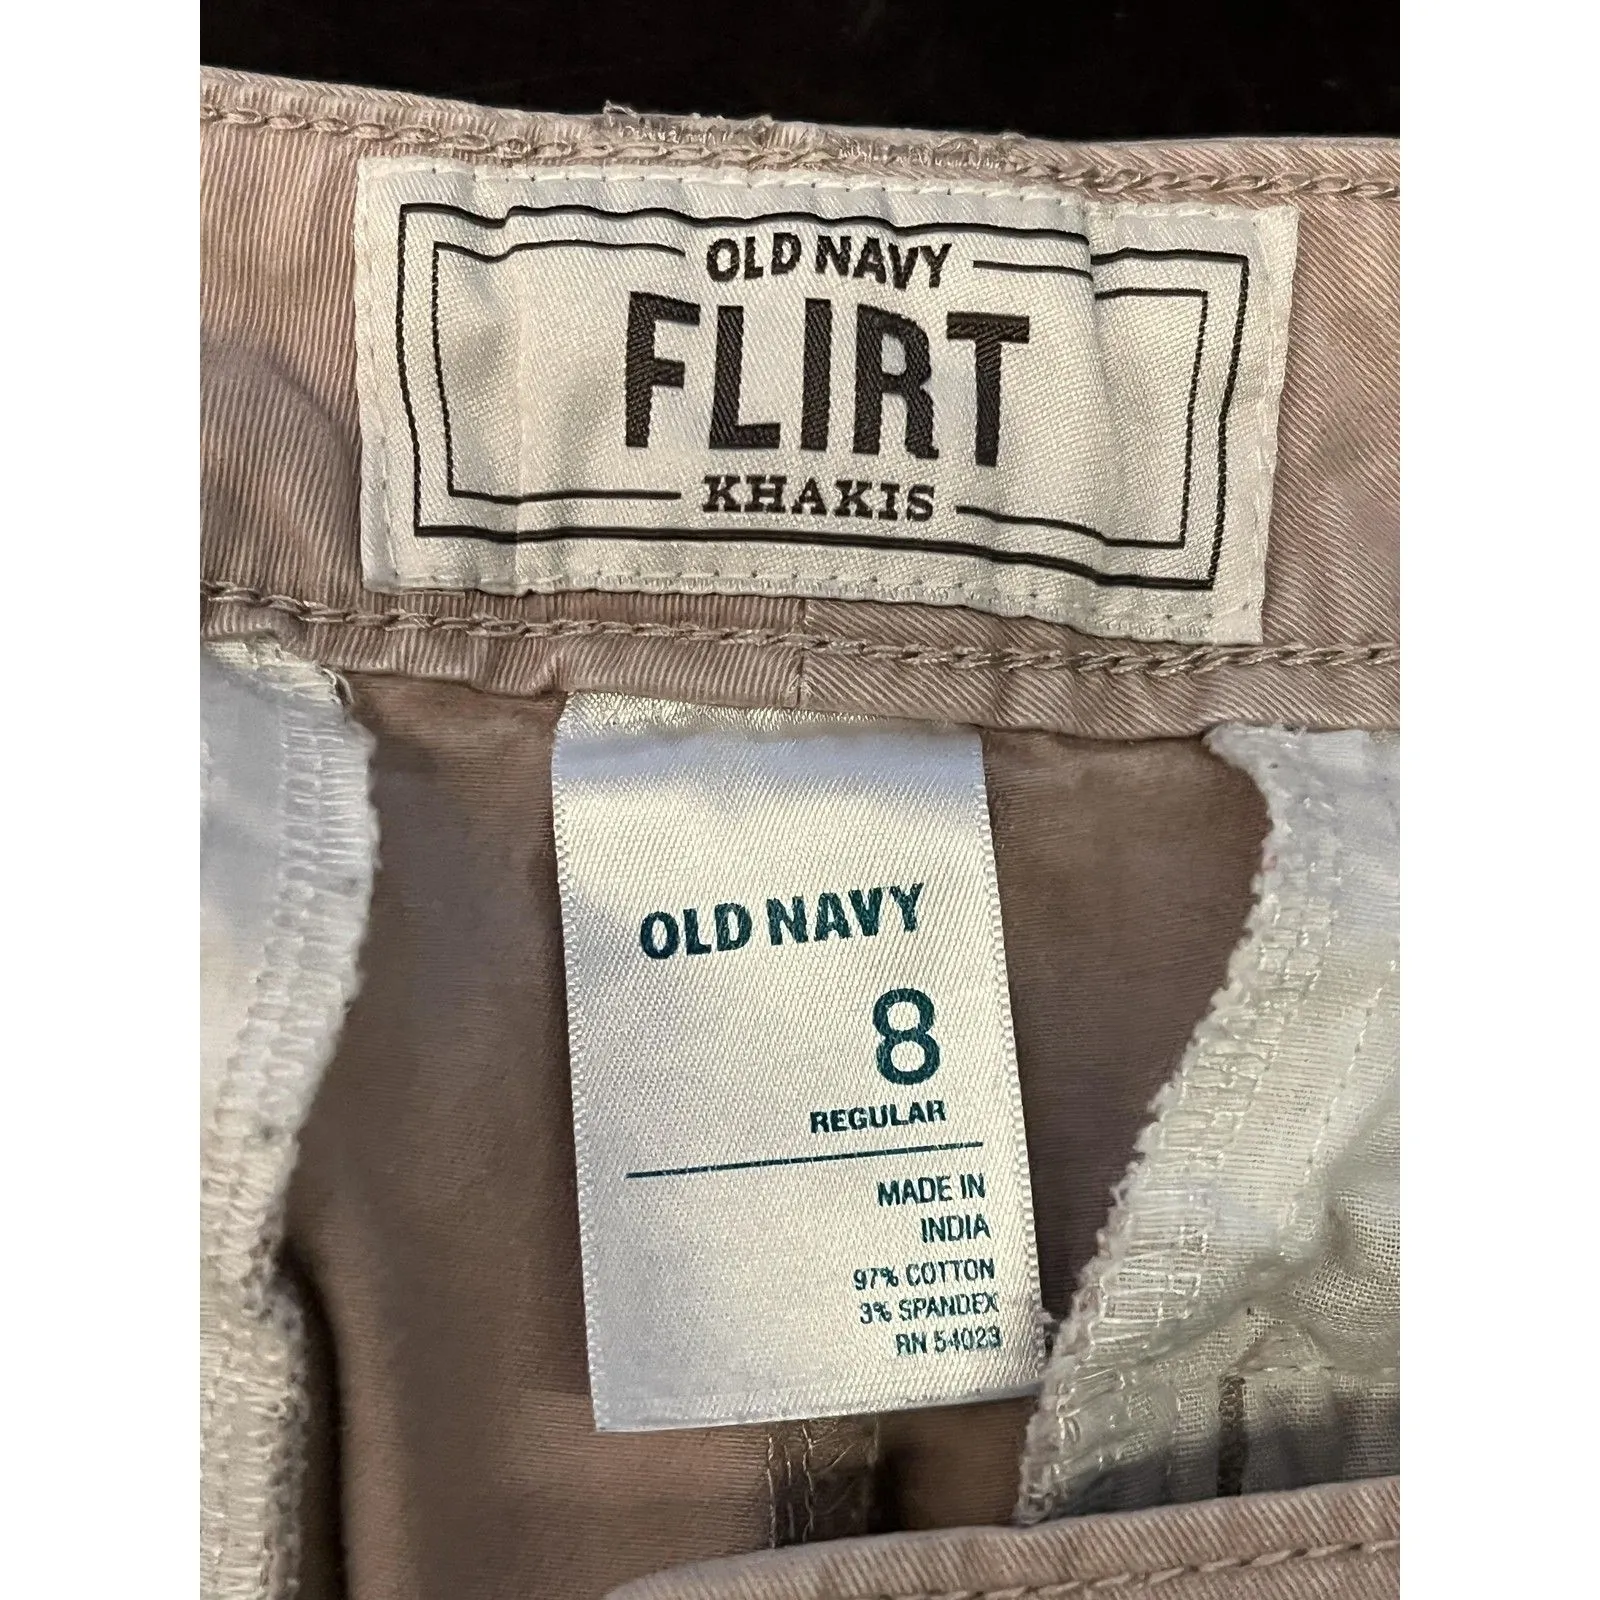 OLD NAVY
FLIRT
KHAKIS
OLD NAVY
8
REGULAR
MADE IN
INDIA
97% COTTON
3% SPANDEX
RN 54023